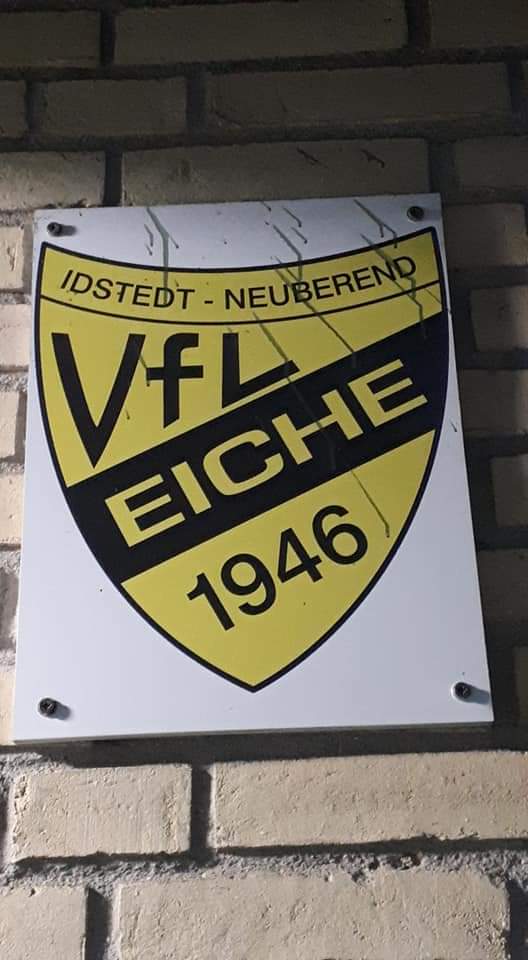 IDSTEDT - NEUBEREND
VfL
EICHE
1946